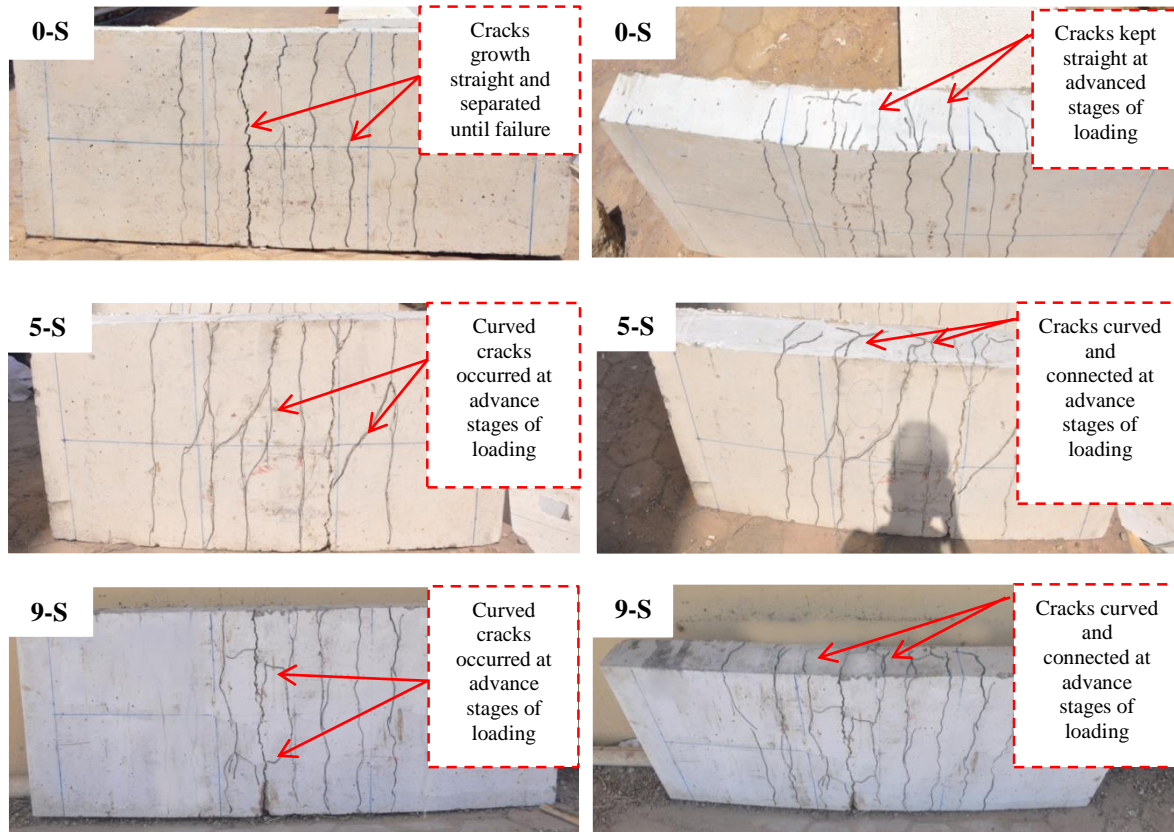 0-S
Cracks
growth
straight and
separated
until failure
0-S
Cracks kept
straight at
advanced
stages of
loading
5-S
Curved
cracks
occurred at
advance
stages of
loading
5-S
Cracks curved
and
connected at
advance
stages of
loading
9-S
Curved
cracks
occurred at
advance
stages of
loading
9-S
Cracks curved
and
connected at
advance
stages of
loading